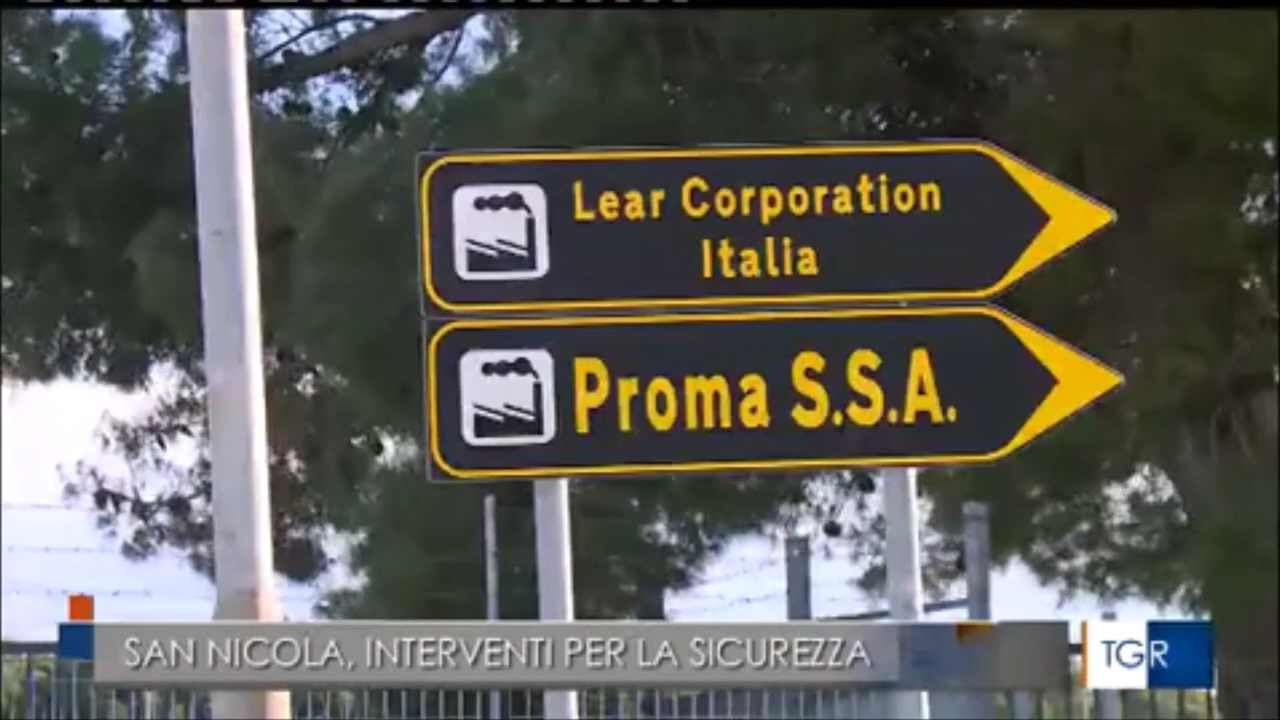 Lear Corporation
Italia
Proma S.S.A.
SAN NICOLA, INTERVENTI PER LA SICUREZZA
TGR